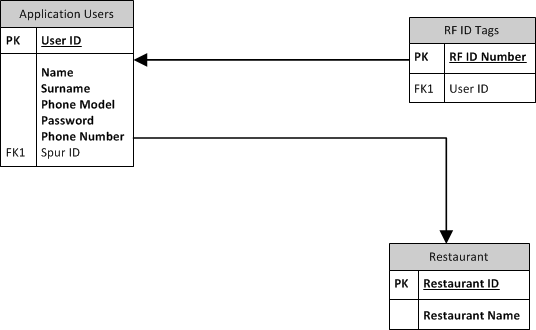 Application Users
PK User ID
Name
Surname
Phone Model
Password
Phone Number
FK1 Spur ID
RF ID Tags
PK RF ID Number
FK1 User ID
Restaurant
PK Restaurant ID
Restaurant Name